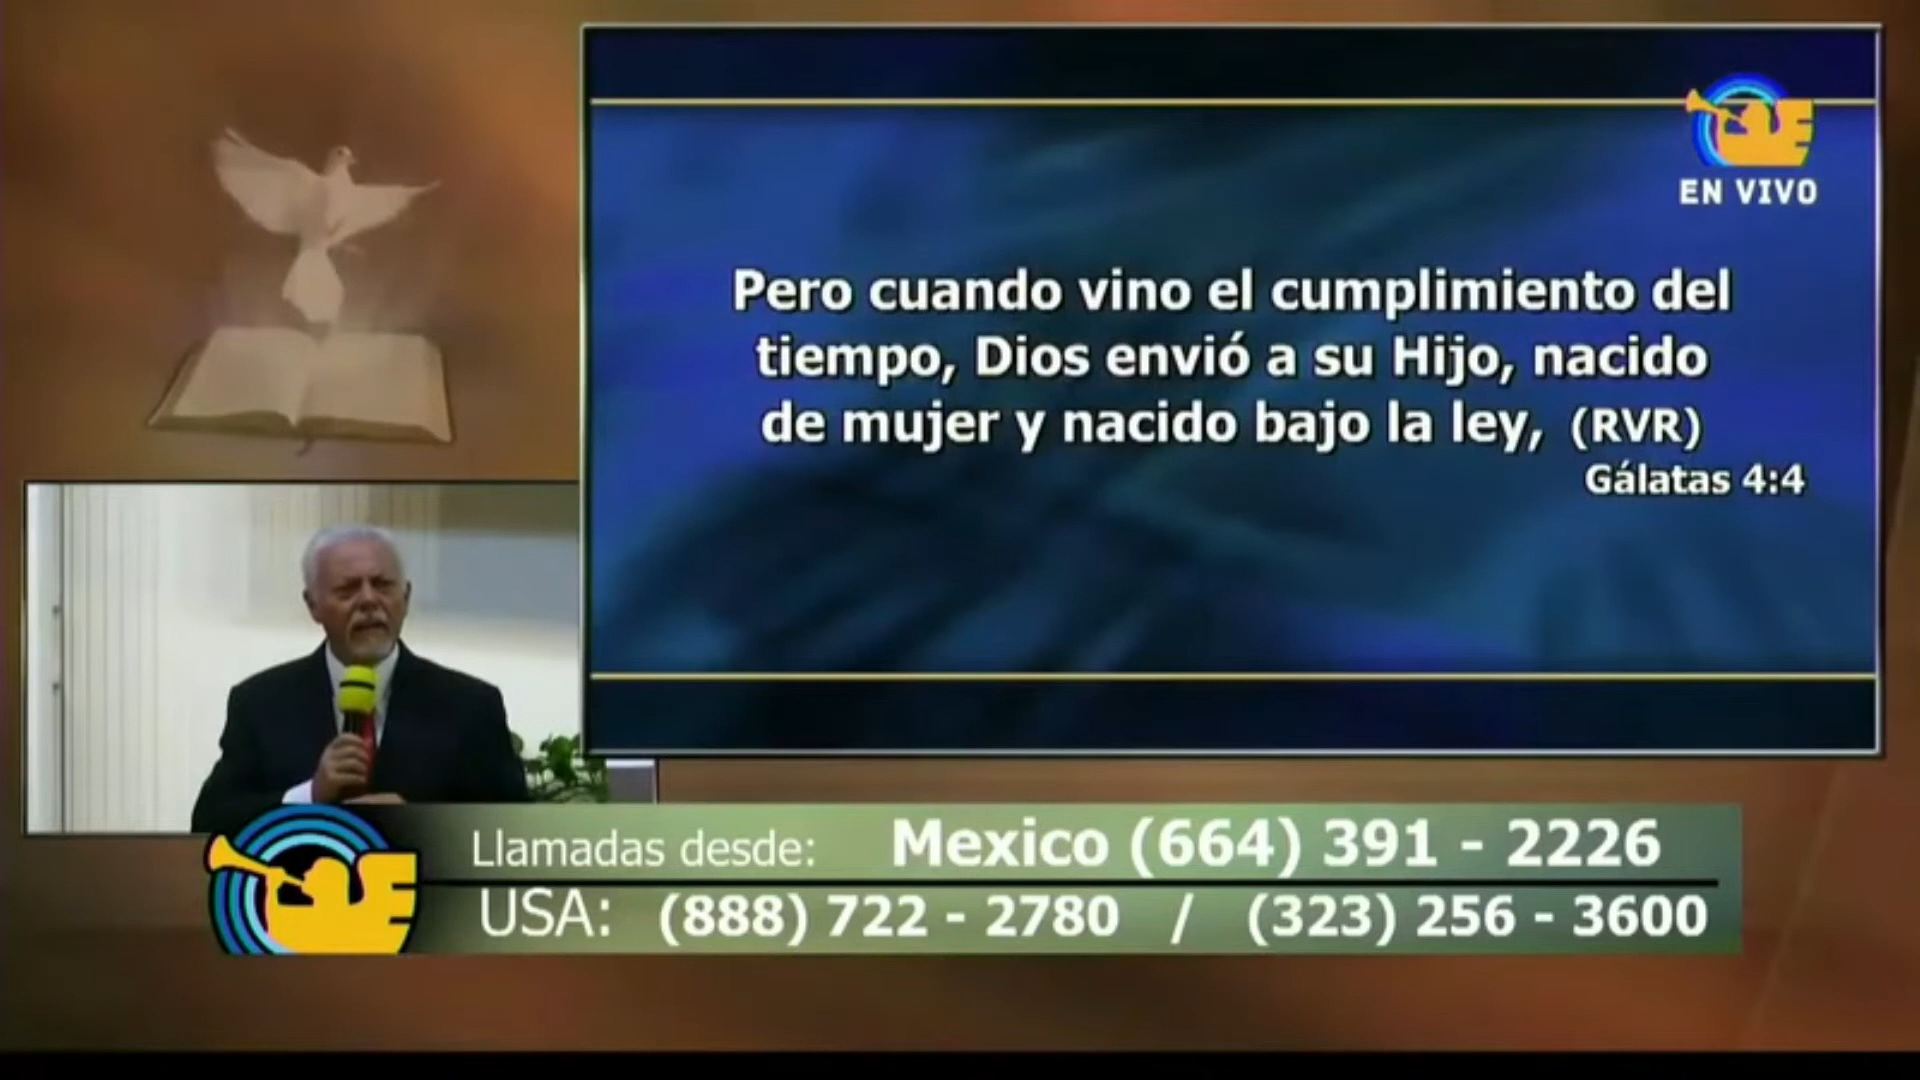 EN VIVO
Pero cuando vino el cumplimiento del
tiempo, Dios envió a su Hijo, nacido
de mujer y nacido bajo la ley, (RVR)
Gálatas 4:4
Llamadas desde: Mexico (664) 391 - 2226
USA: (888) 722 - 2780 / (323) 256 - 3600